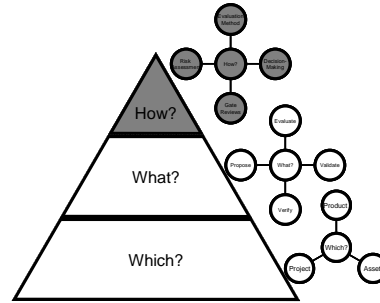 Evaluation
Method
Risk
Assessment
How?
Decision-
Making
Gate
Reviews
How?
Evaluate
Propose
What?
Validate
Verify
What?
Product
Which?
Project
Asset
Which?